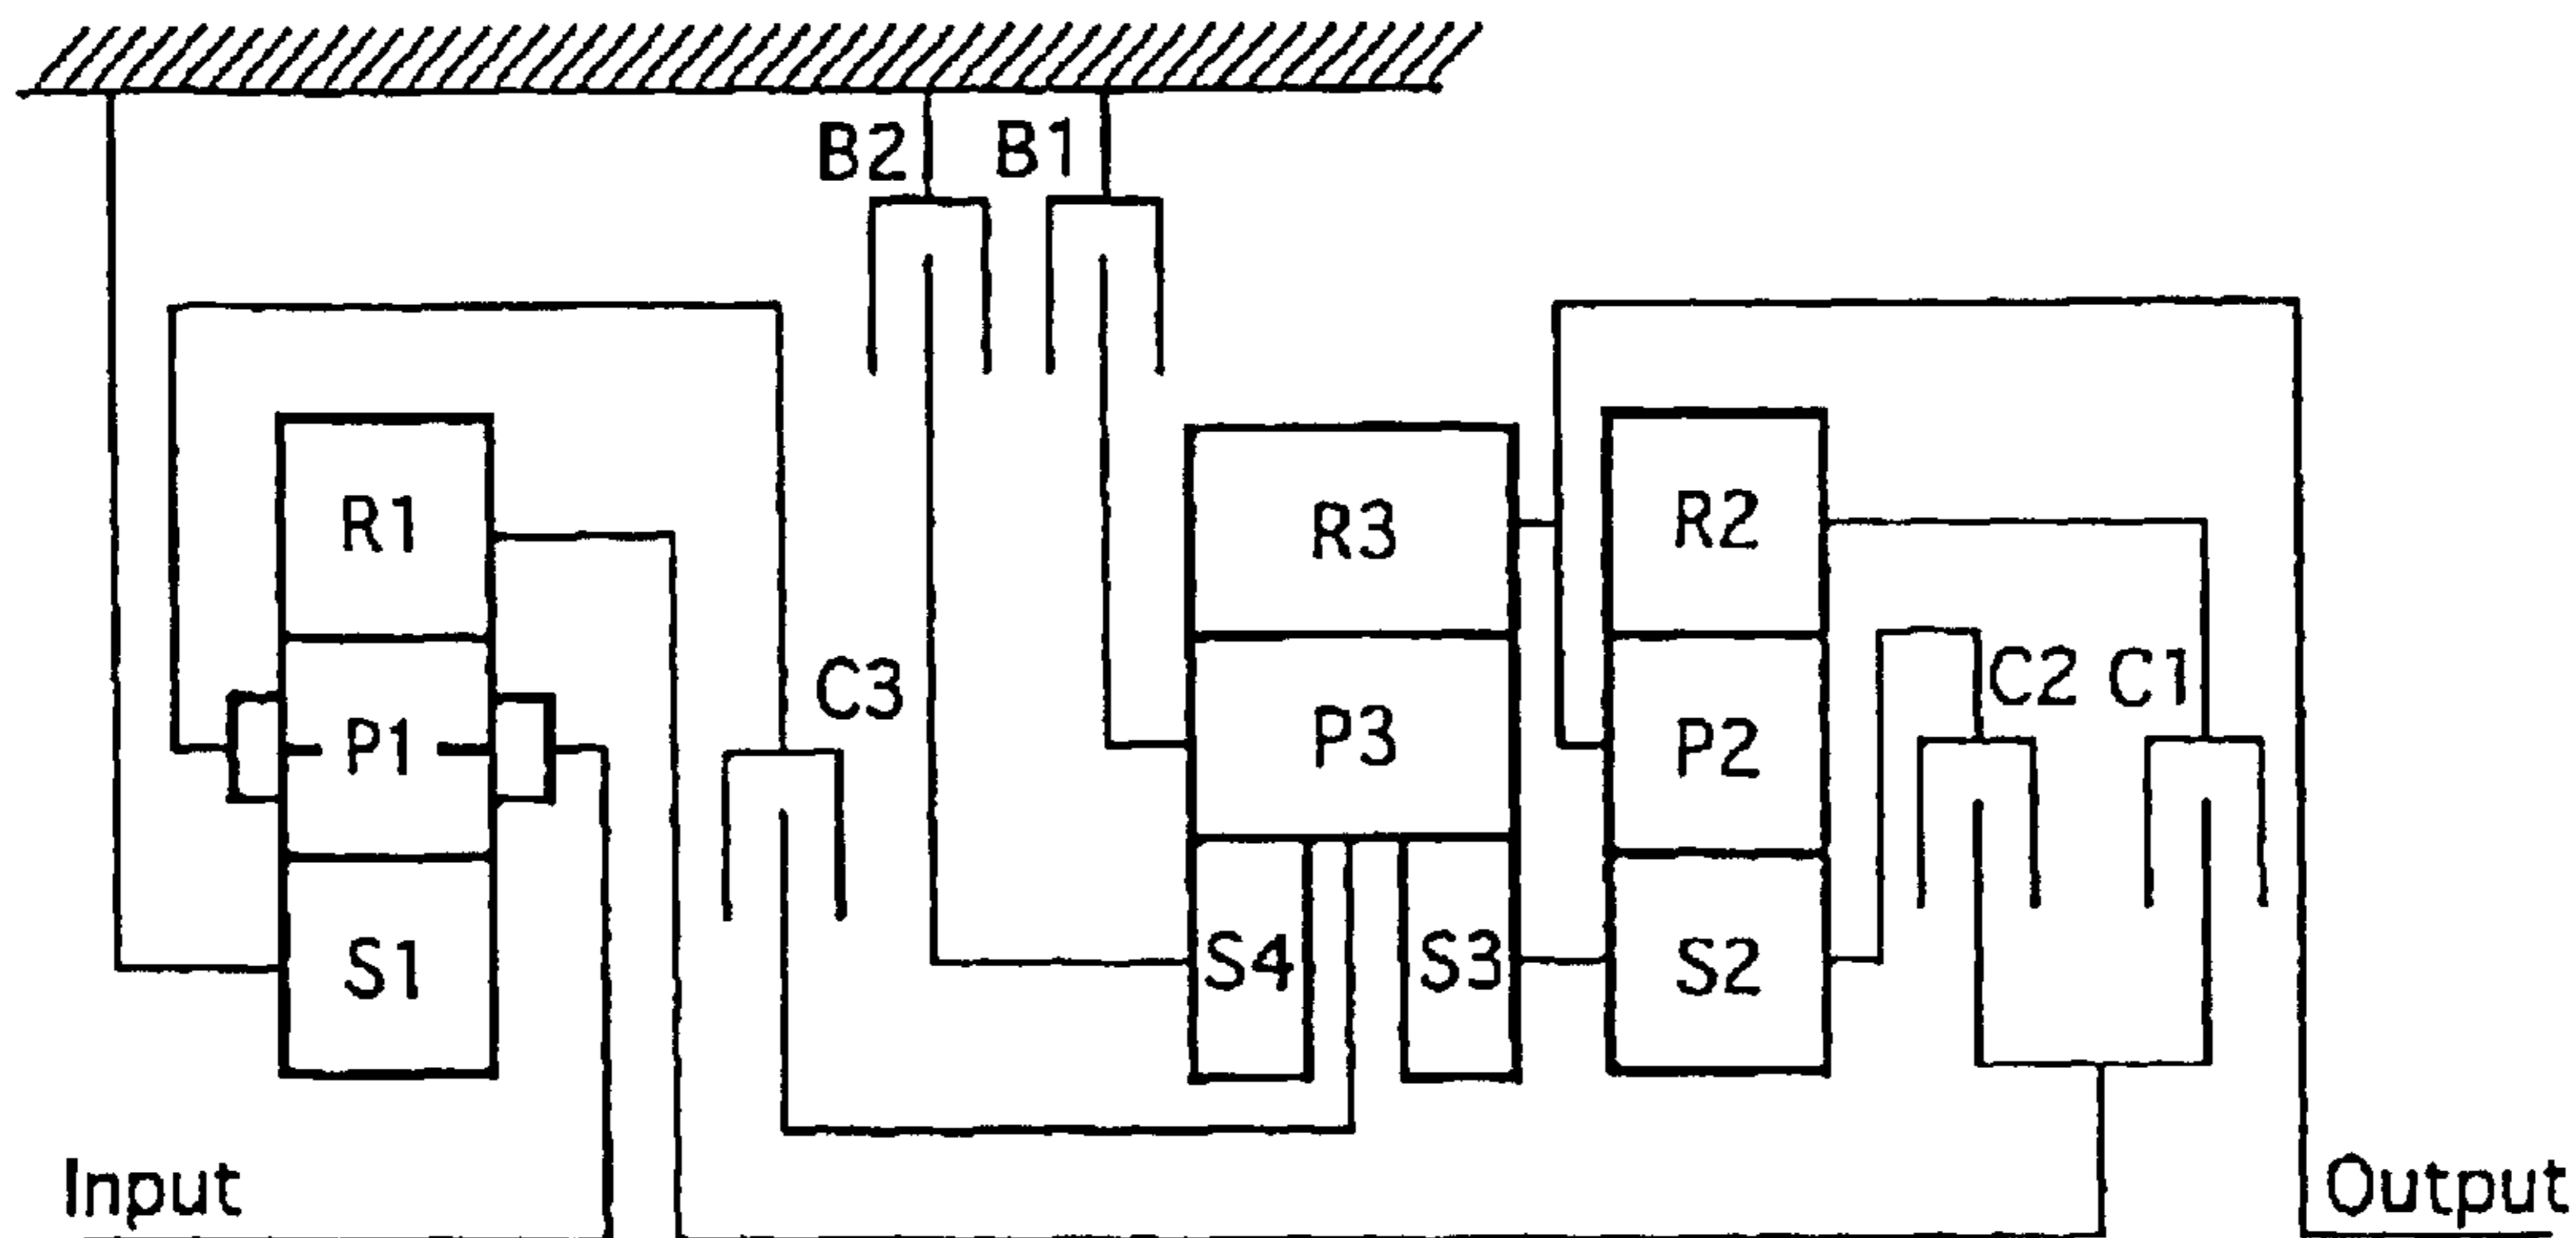 B2 B1
R1 R3 R2
C3 C2 C1
P1 P3 P2
S1 S4 S3 S2
Input Output